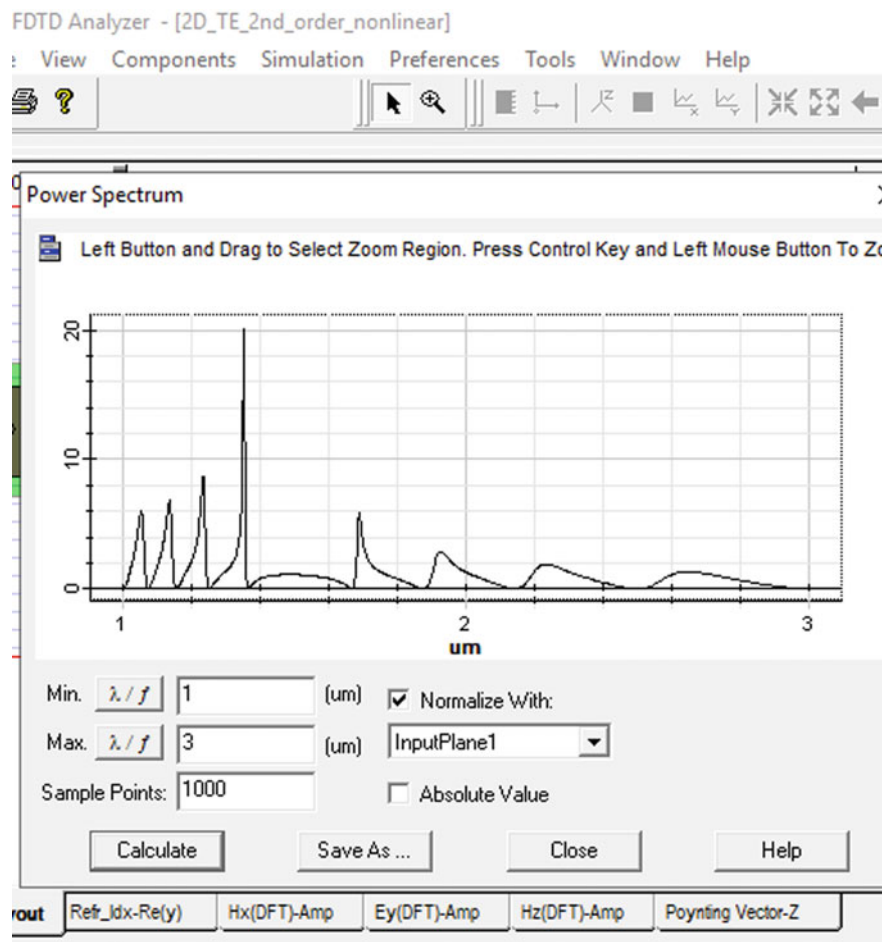 FDTD Analyzer - [2D_TE_2nd_order_nonlinear]
View Components Simulation Preferences Tools Window Help
Power Spectrum
Left Button and Drag to Select Zoom Region. Press Control Key and Left Mouse Button To
20
10
0
1 2 3
um
Min. λ / f 1 (um) Normalize With:
Max. λ / f 3 (um) InputPlane1
Sample Points: 1000 Absolute Value
Calculate Save As ... Close Help
Refr_Idx-Re(y) Hx(DFT)-Amp Ey(DFT)-Amp Hz(DFT)-Amp Poynting Vector-Z